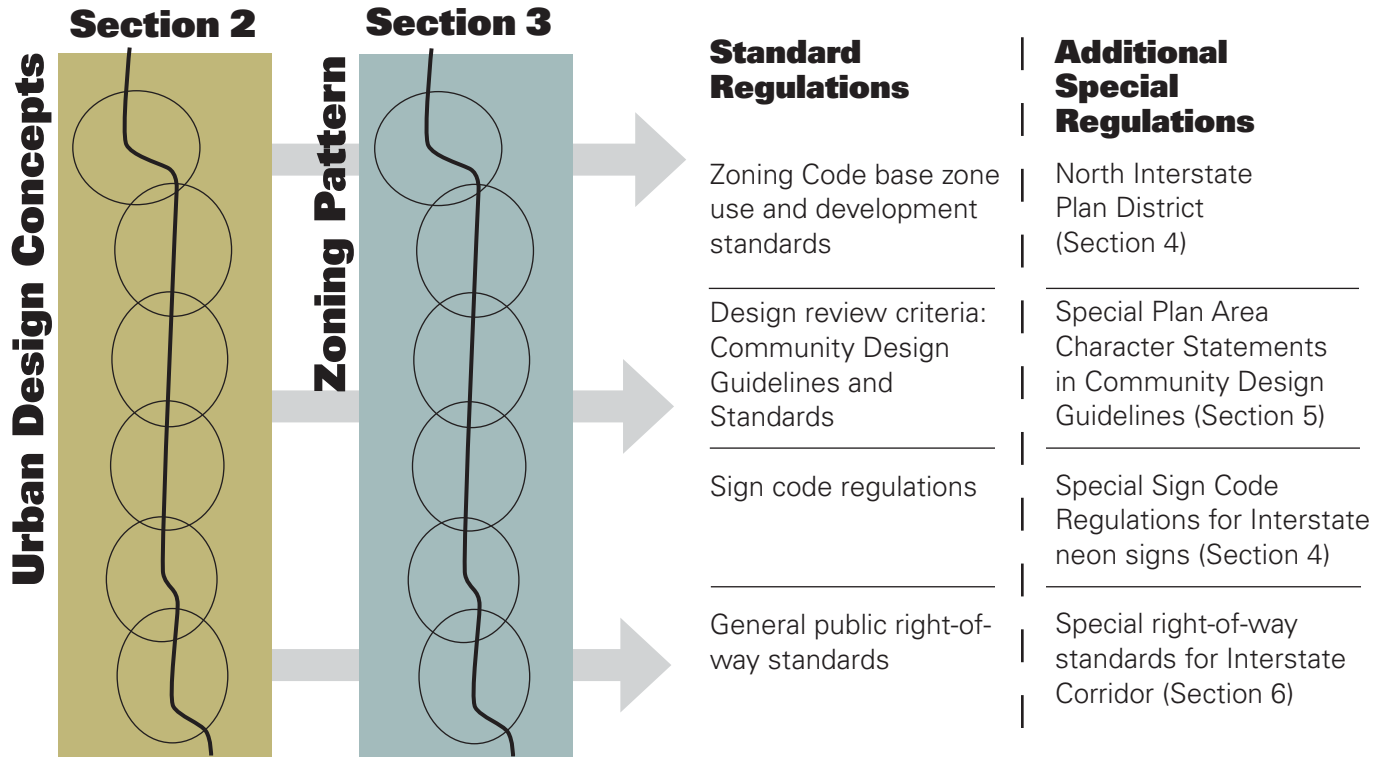 Section 2
Urban Design Concepts
Section 3
Zoning Pattern
Standard
Regulations
Zoning Code base zone
use and development
standards
Design review criteria:
Community Design
Guidelines and
Standards
Sign code regulations
General public right-of-
way standards
Additional
Special
Regulations
North Interstate
Plan District
(Section 4)
Special Plan Area
Character Statements
in Community Design
Guidelines (Section 5)
Special Sign Code
Regulations for Interstate
neon signs (Section 4)
Special right-of-way
standards for Interstate
Corridor (Section 6)